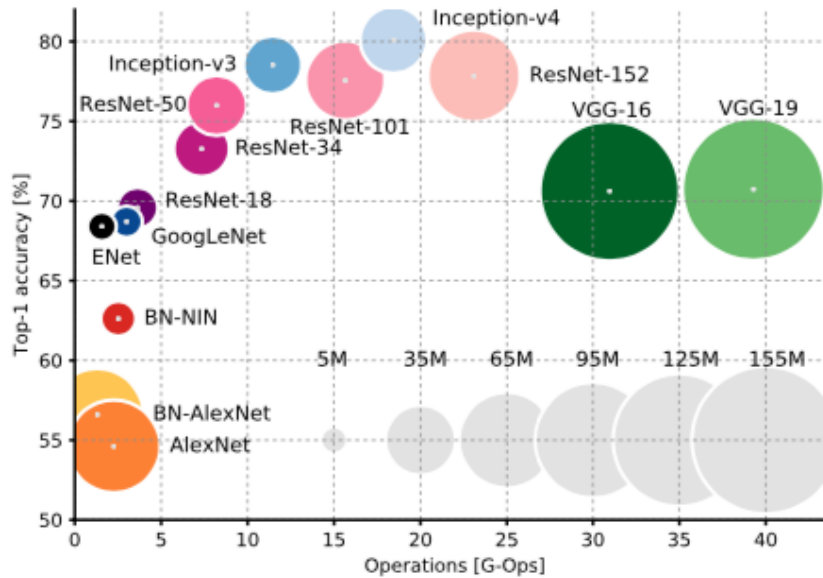 80
Inception-v4
Inception-v3
ResNet-152
ResNet-50
VGG-16
VGG-19
ResNet-101
75
ResNet-34
Top-1 accuracy [%]
70
ResNet-18
GoogLeNet
ENet
65
BN-NIN
60
5M
35M
65M
95M
125M
155M
BN-AlexNet
55
AlexNet
50
0
5
10
15
20
25
30
35
40
Operations [G-Ops]